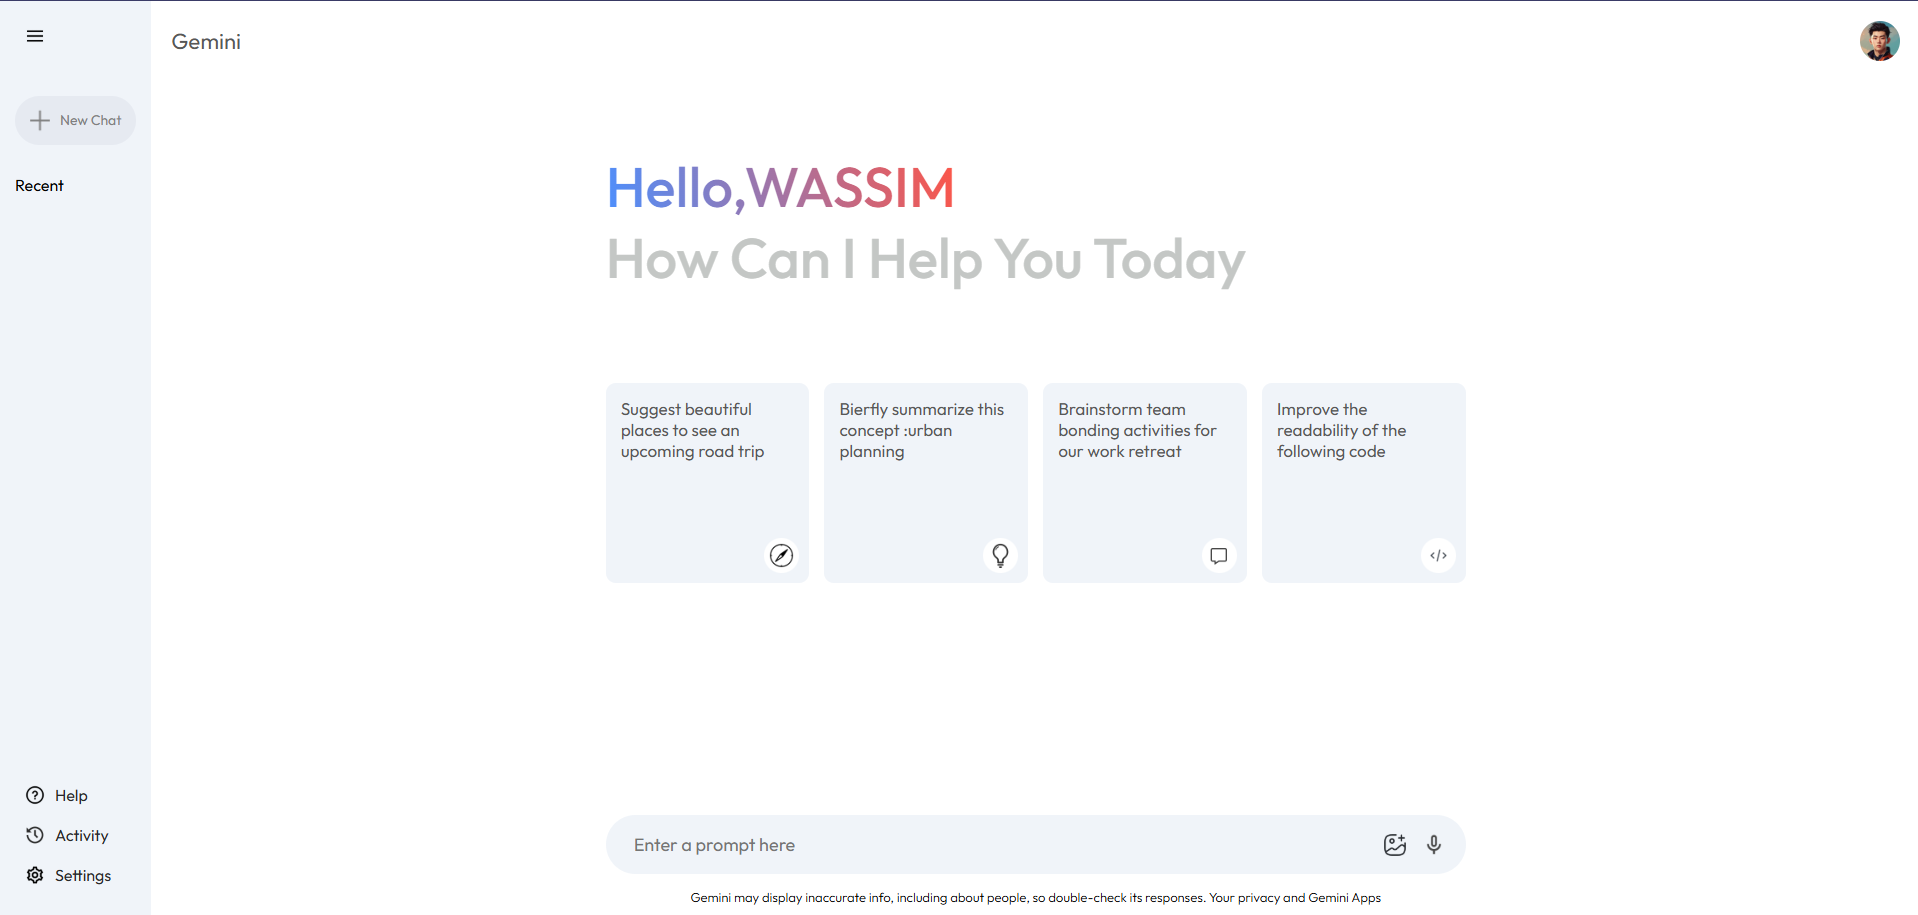 Gemini
New Chat
Recent
Hello,WASSIM
How Can I Help You Today
Suggest beautiful
places to see an
upcoming road trip
Bierfly summarize this
concept :urban
planning
Brainstorm team
bonding activities for
our work retreat
Improve the
readability of the
following code
Help
Activity
Settings
Enter a prompt here
Gemini may display inaccurate info, including about people, so double-check its responses. Your privacy and Gemini Apps